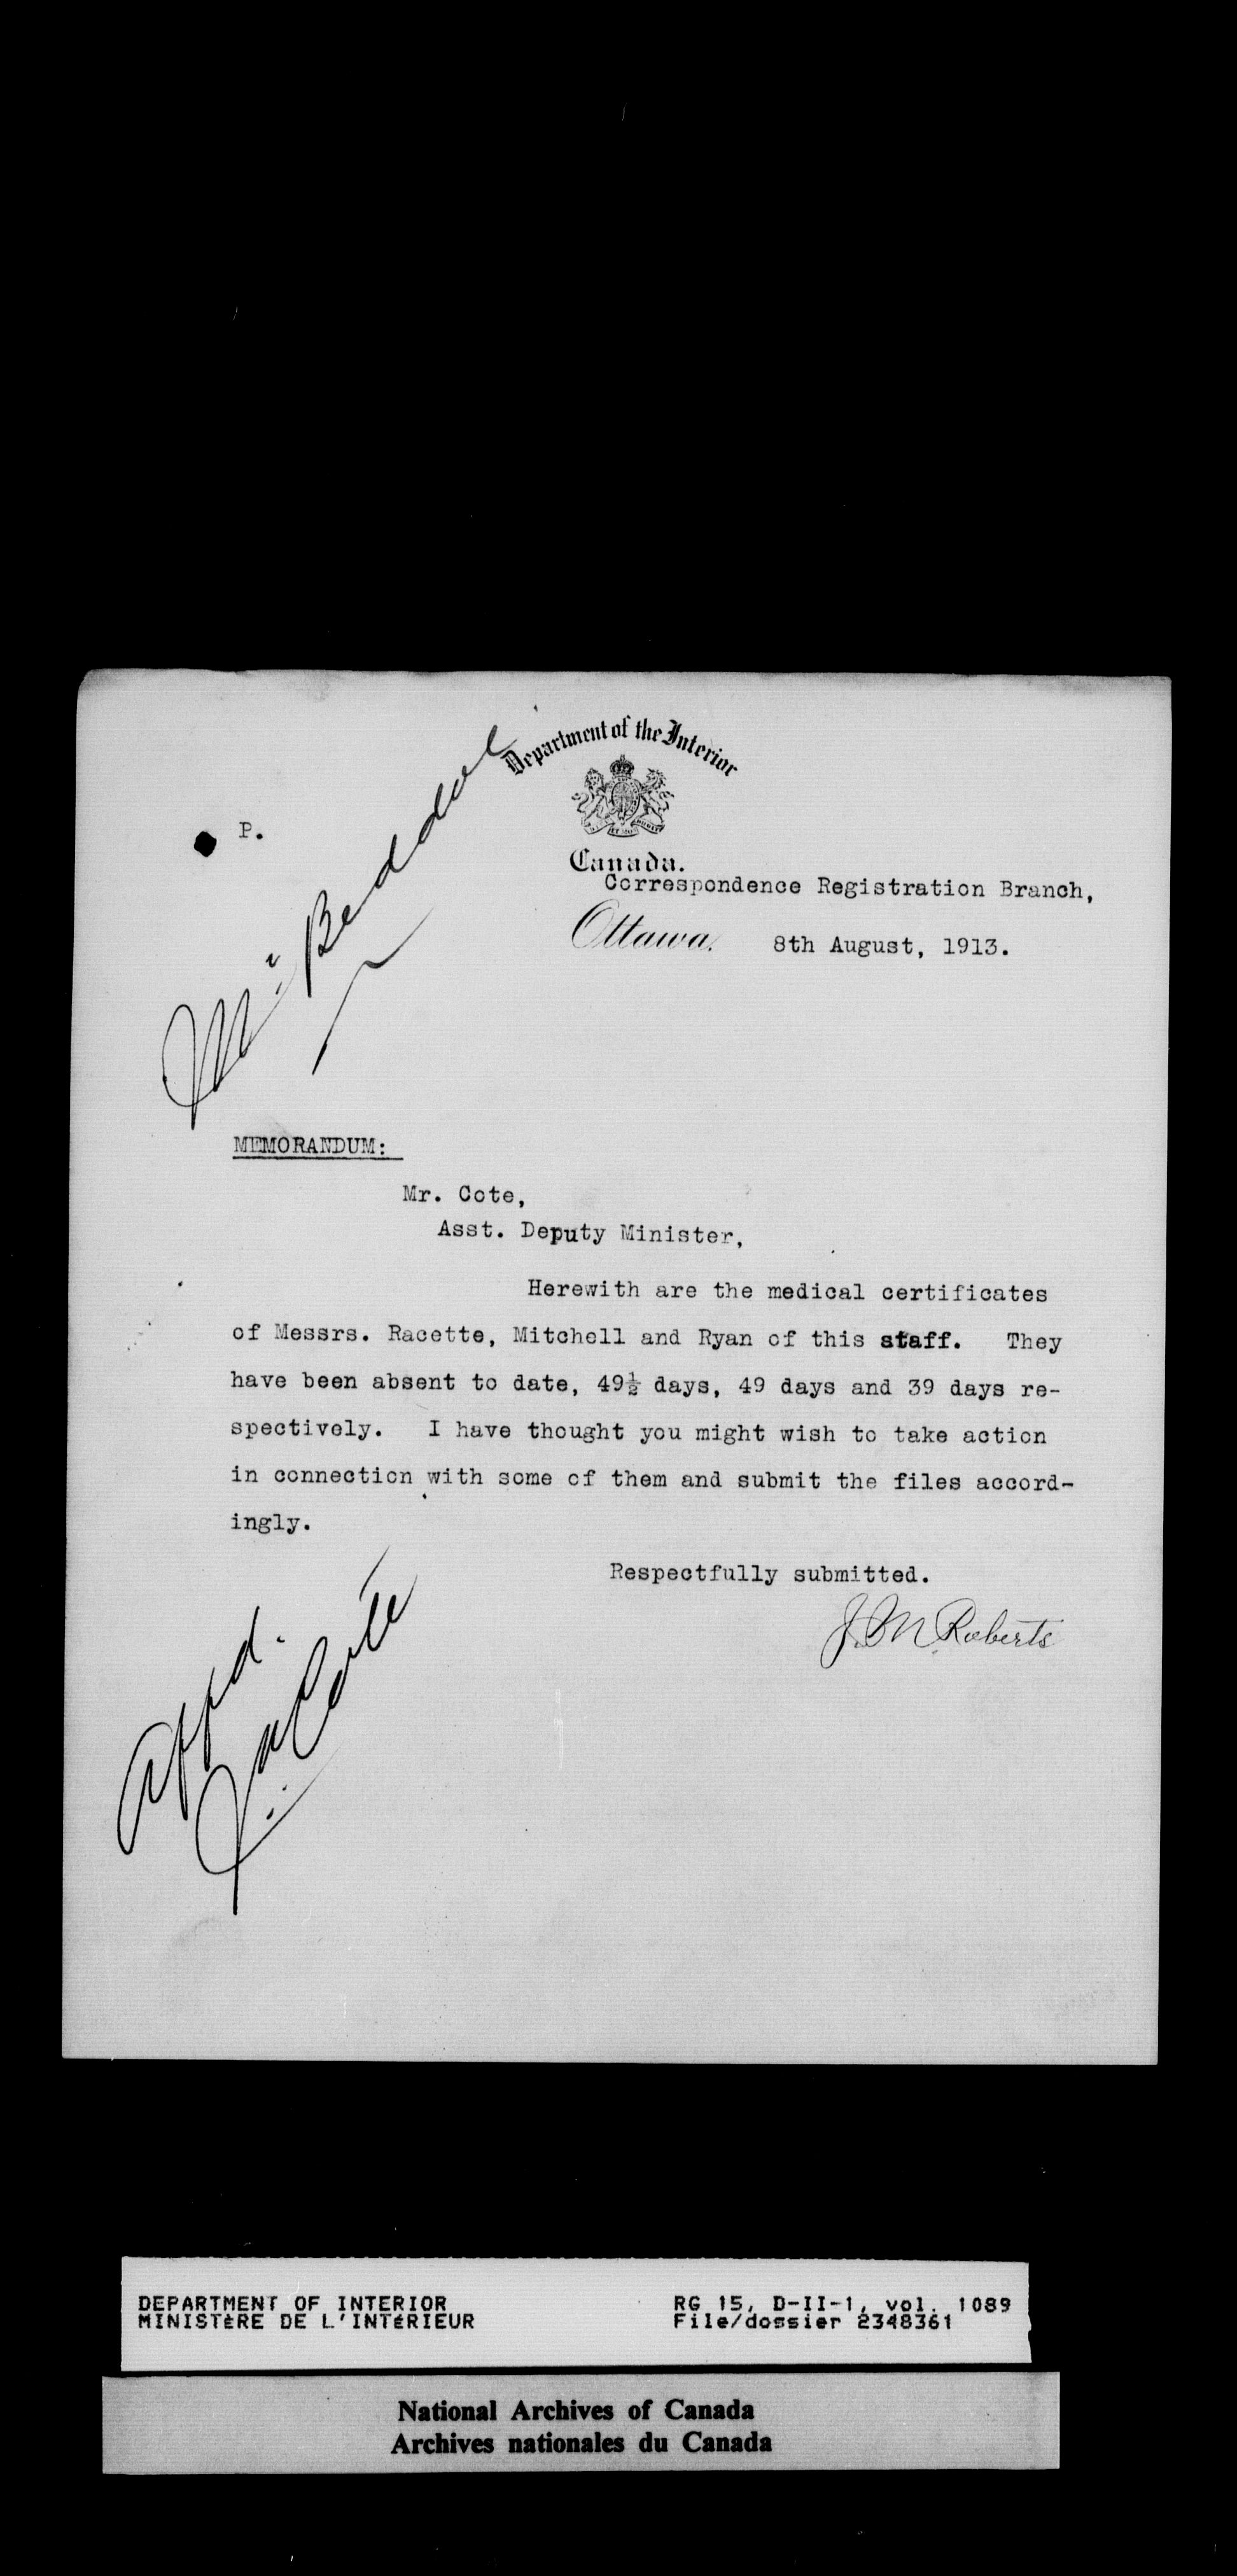 Department of the Interior
P.
Canada.
Correspondence Registration Branch,
Ottawa, 8th August, 1913.
Mr. Beddoe
MEMORANDUM:
Mr. Cote,
Asst. Deputy Minister,
Herewith are the medical certificates
of Messrs. Racette, Mitchell and Ryan of this staff. They
have been absent to date, 49½ days, 49 days and 39 days re-
spectively. I have thought you might wish to take action
in connection with some of them and submit the files accord-
ingly.
Respectfully submitted.
J. M. Roberts
Appd.
J. A. Cote
DEPARTMENT OF INTERIOR
MINISTÈRE DE L'INTÉRIEUR
RG 15, D-II-1, vol. 1089
File/dossier 2348361
National Archives of Canada
Archives nationales du Canada